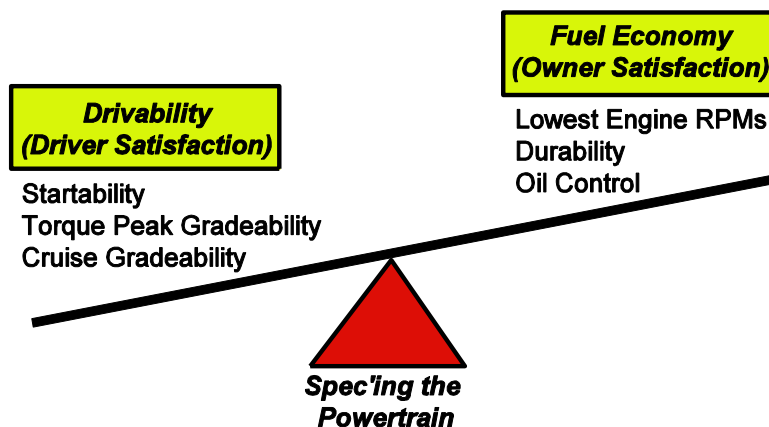 Drivability
(Driver Satisfaction)
Startability
Torque Peak Gradeability
Cruise Gradeability
Fuel Economy
(Owner Satisfaction)
Lowest Engine RPMs
Durability
Oil Control
Spec'ing the
Powertrain